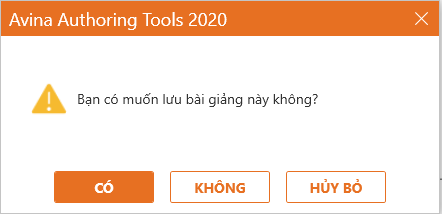 Avina Authoring Tools 2020
Bạn có muốn lưu bài giảng này không?
CÓ KHÔNG HỦY BỎ